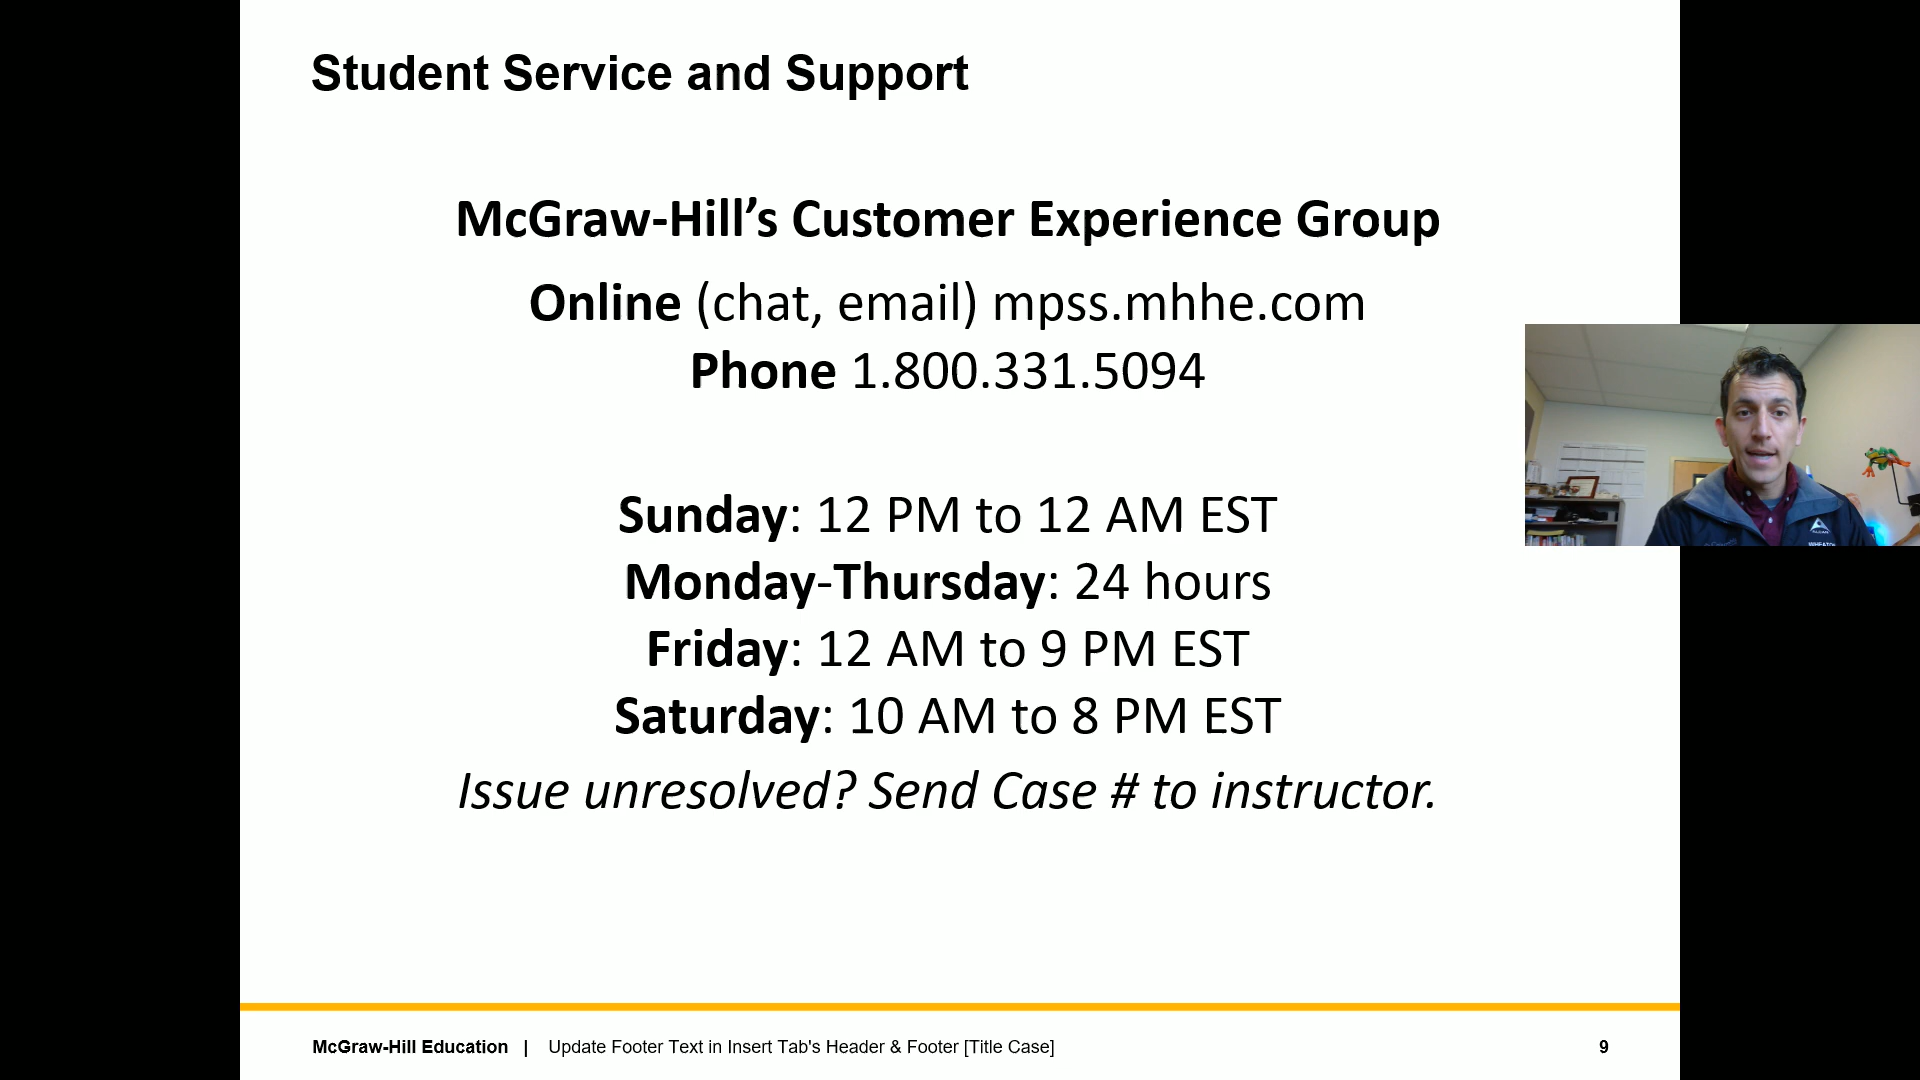 Student Service and Support
McGraw-Hill’s Customer Experience Group
Online (chat, email) mpss.mhhe.com
Phone 1.800.331.5094
Sunday: 12 PM to 12 AM EST
Monday-Thursday: 24 hours
Friday: 12 AM to 9 PM EST
Saturday: 10 AM to 8 PM EST
Issue unresolved? Send Case # to instructor.
McGraw-Hill Education | Update Footer Text in Insert Tab's Header & Footer [Title Case] 9